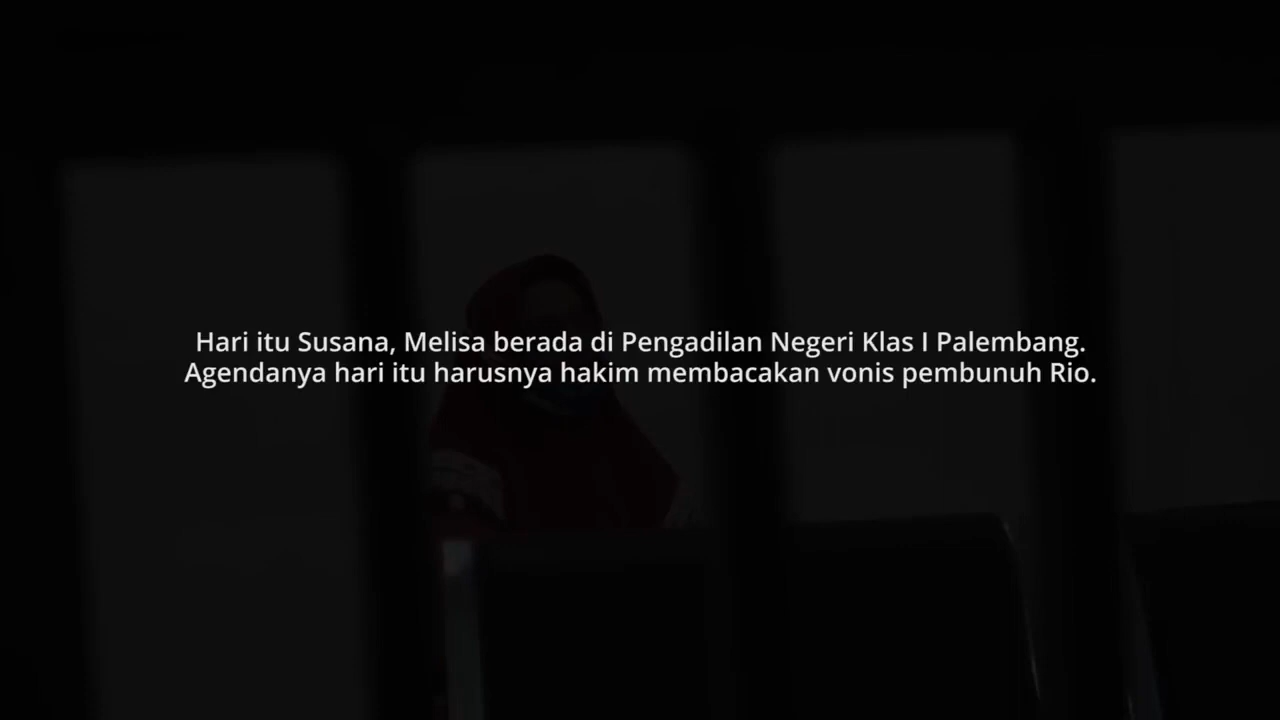 Hari itu Susana, Melisa berada di Pengadilan Negeri Klas I Palembang.
Agendanya hari itu harusnya hakim membacakan vonis pembunuh Rio.